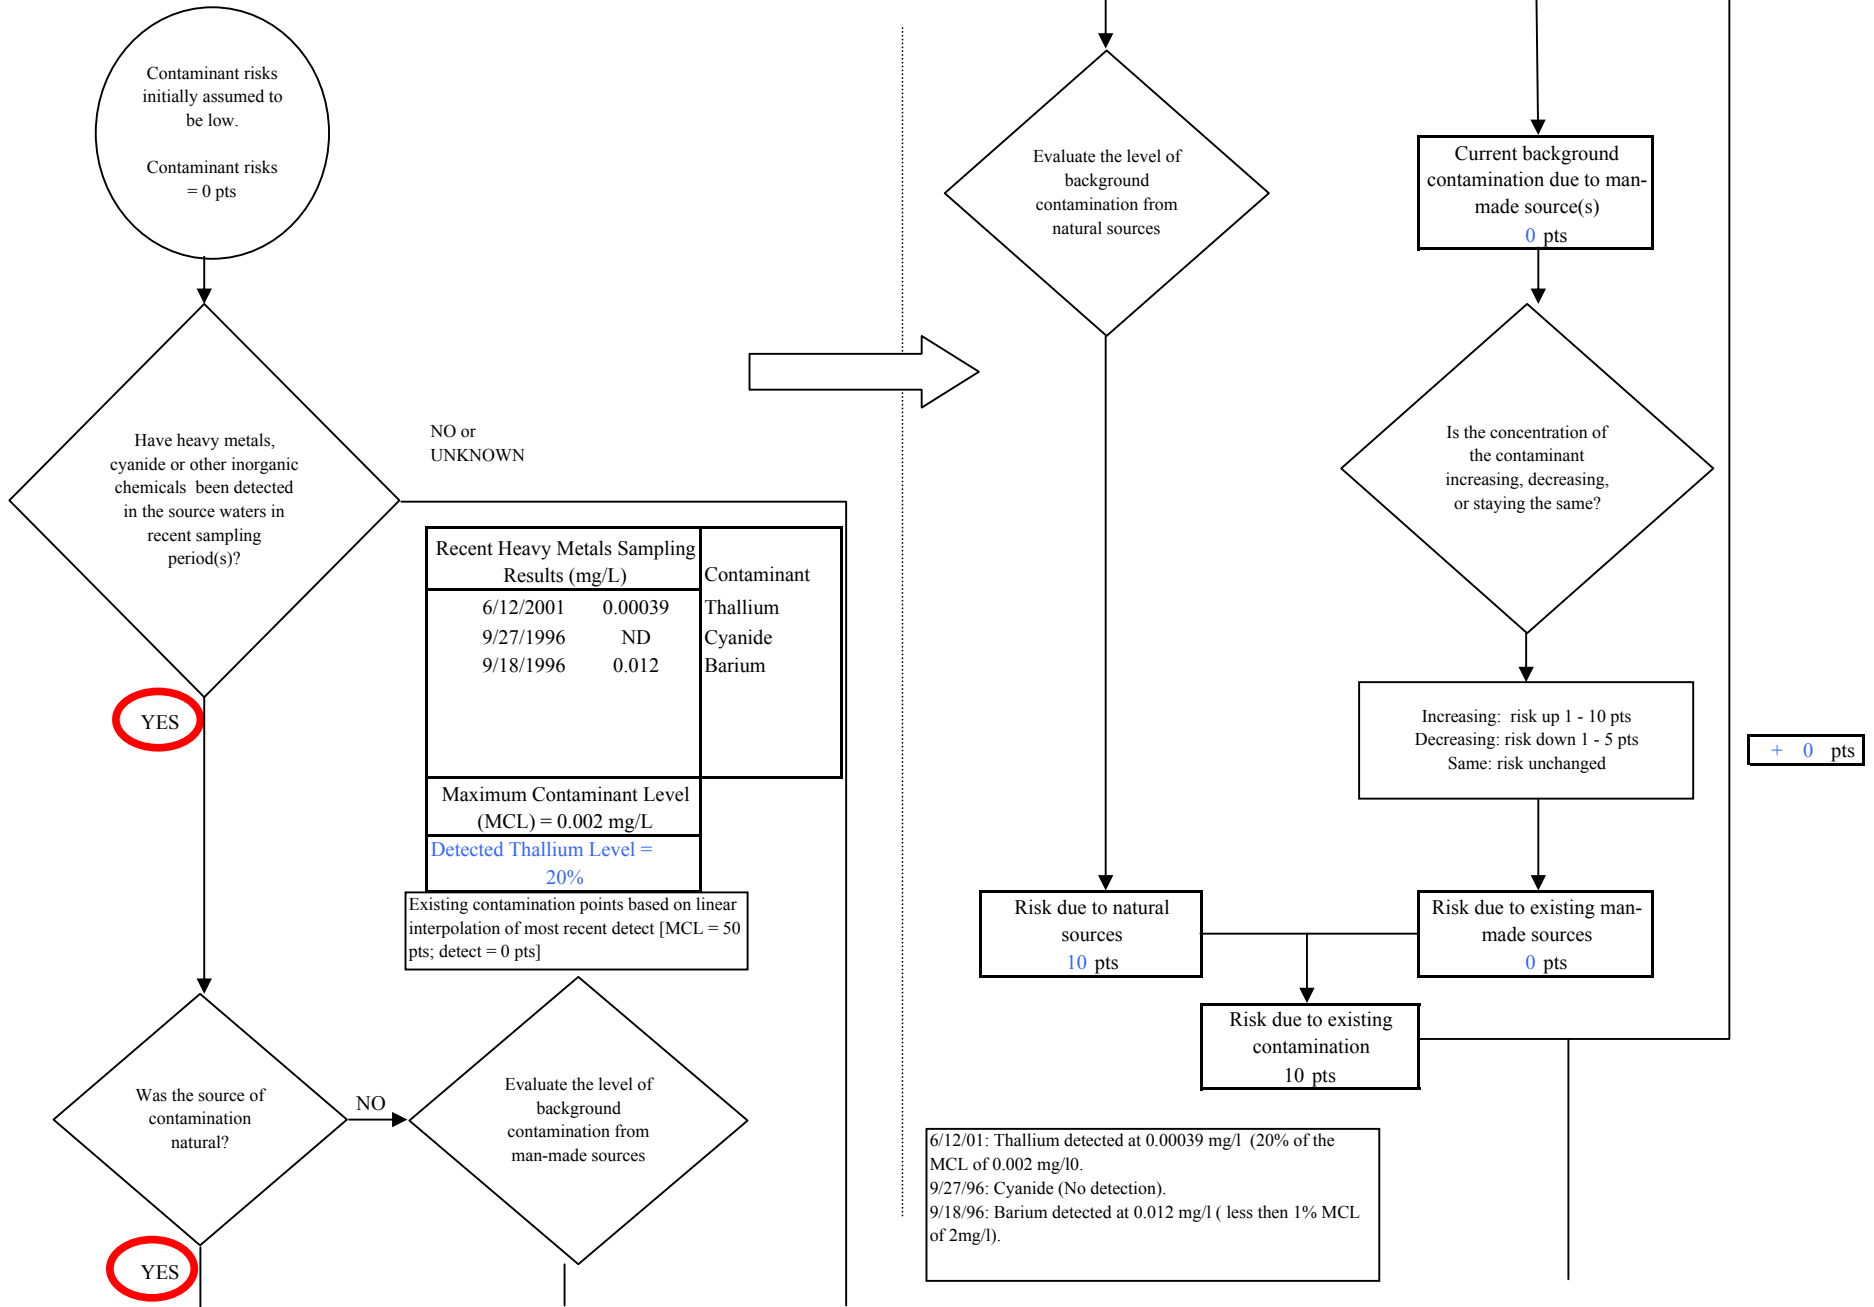 Contaminant risks
initially assumed to
be low.
Contaminant risks
= 0 pts
Have heavy metals,
cyanide or other inorganic
chemicals  been detected
in the source waters in
recent sampling
period(s)?
NO or
UNKNOWN
YES
Recent Heavy Metals Sampling
Results (mg/L)
Contaminant
6/12/2001 0.00039 Thallium
9/27/1996 ND Cyanide
9/18/1996 0.012 Barium
Maximum Contaminant Level
(MCL) = 0.002 mg/L
Detected Thallium Level =
20%
Existing contamination points based on linear
interpolation of most recent detect [MCL = 50
pts; detect = 0 pts]
Was the source of
contamination
natural?
NO
YES
Evaluate the level of
background
contamination from
man-made sources
Evaluate the level of
background
contamination from
natural sources
Current background
contamination due to man-
made source(s)
0 pts
Is the concentration of
the contaminant
increasing, decreasing,
or staying the same?
Increasing:  risk up 1 - 10 pts
Decreasing: risk down 1 - 5 pts
Same: risk unchanged
+ 0 pts
Risk due to natural
sources
10 pts
Risk due to existing man-
made sources
0 pts
Risk due to existing
contamination
10 pts
6/12/01: Thallium detected at 0.00039 mg/l  (20% of the
MCL of 0.002 mg/l0.
9/27/96: Cyanide (No detection).
9/18/96: Barium detected at 0.012 mg/l ( less then 1% MCL
of 2mg/l).